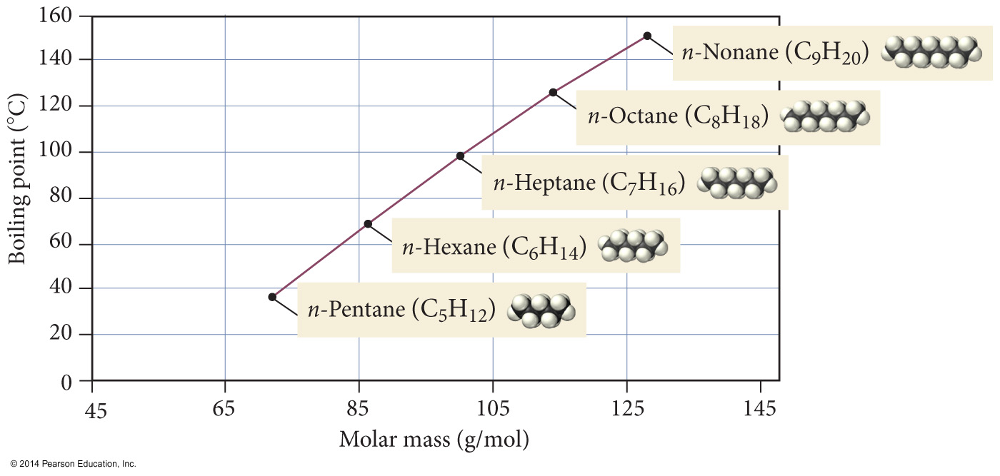 160
140
120
100
80
60
40
20
0
Boiling point (°C)
n-Nonane (C₉H₂₀)
n-Octane (C₈H₁₈)
n-Heptane (C₇H₁₆)
n-Hexane (C₆H₁₄)
n-Pentane (C₅H₁₂)
45 65 85 105 125 145
Molar mass (g/mol)
© 2014 Pearson Education, Inc.